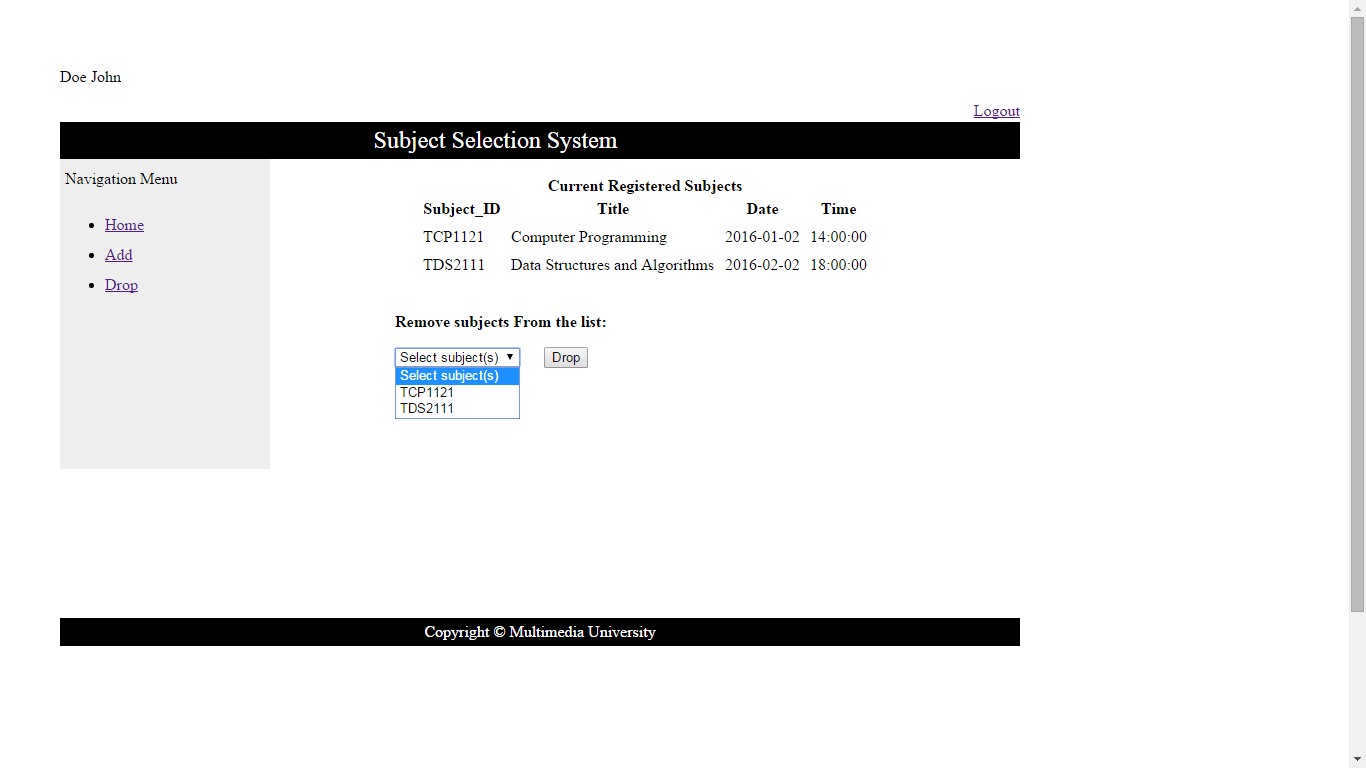 Doe John
Logout
Subject Selection System
Navigation Menu
Home
Add
Drop
Current Registered Subjects
Subject_ID Title Date Time
TCP1121 Computer Programming 2016-01-02 14:00:00
TDS2111 Data Structures and Algorithms 2016-02-02 18:00:00
Remove subjects From the list:
Select subject(s) Drop
Select subject(s)
TCP1121
TDS2111
Copyright © Multimedia University